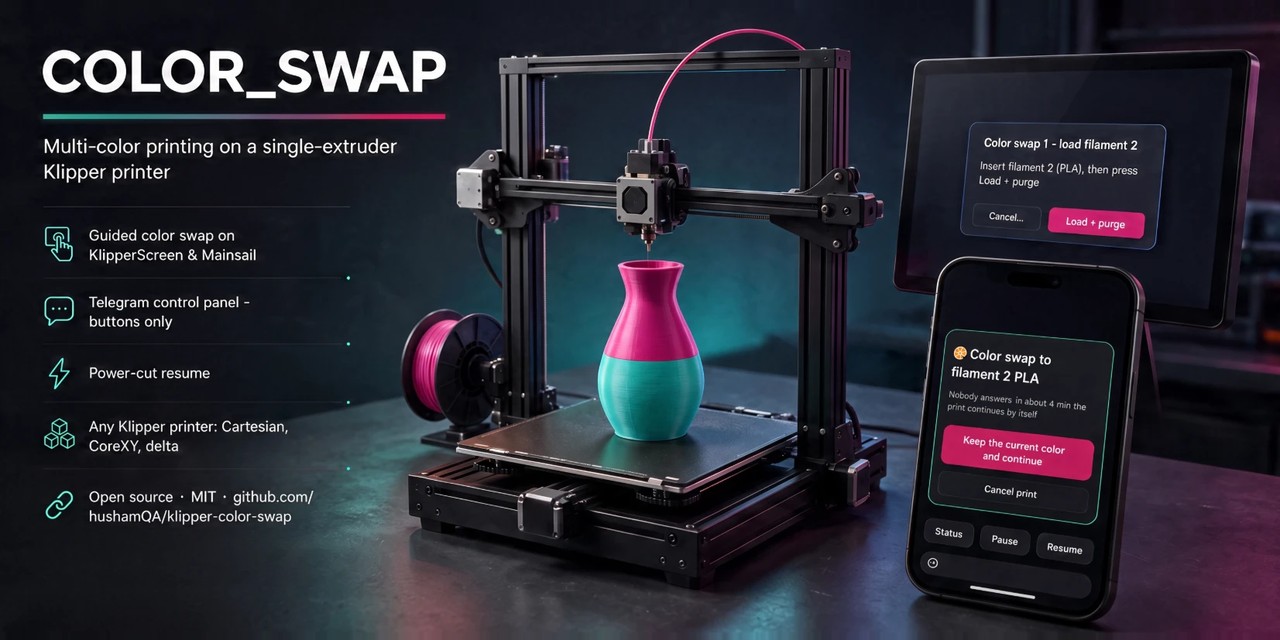 COLOR_SWAP
Multi-color printing on a single-extruder
Klipper printer
Guided color swap on
KlipperScreen & Mainsail
Telegram control panel -
buttons only
Power-cut resume
Any Klipper printer: Cartesian,
CoreXY, delta
Open source · MIT · github.com/
hushamQA/klipper-color-swap
Color swap 1 - load filament 2
Insert filament 2 (PLA), then press
Load + purge
Cancel...
Load + purge
Color swap to
filament 2 PLA
Nobody answers in about 4 min the
print continues by itself
Keep the current color
and continue
Cancel print
Status
Pause
Resume